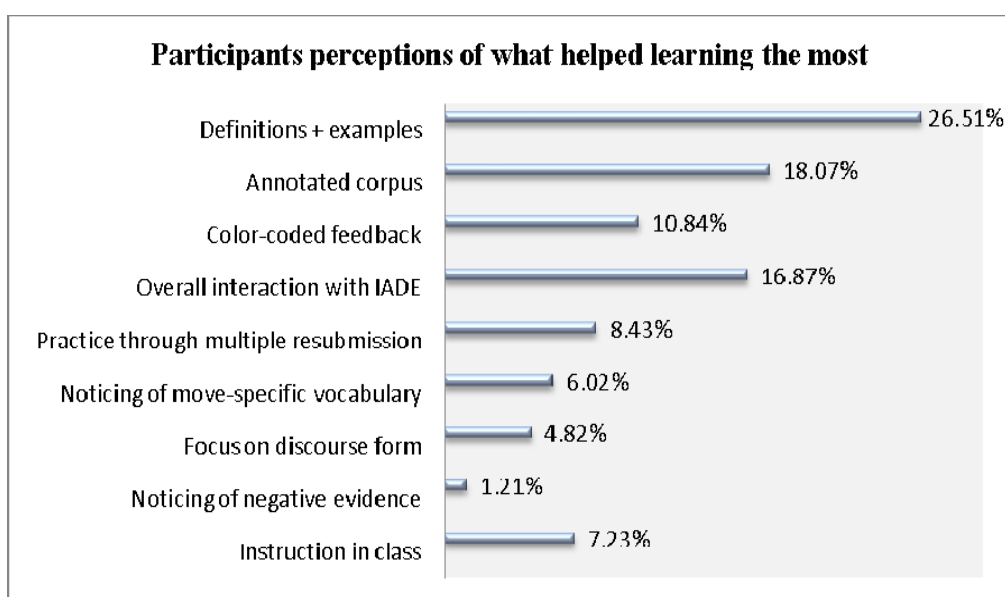 Participants perceptions of what helped learning the most
Definitions + examples 26.51%
Annotated corpus 18.07%
Color-coded feedback 10.84%
Overall interaction with IADE 16.87%
Practice through multiple resubmission 8.43%
Noticing of move-specific vocabulary 6.02%
Focus on discourse form 4.82%
Noticing of negative evidence 1.21%
Instruction in class 7.23%